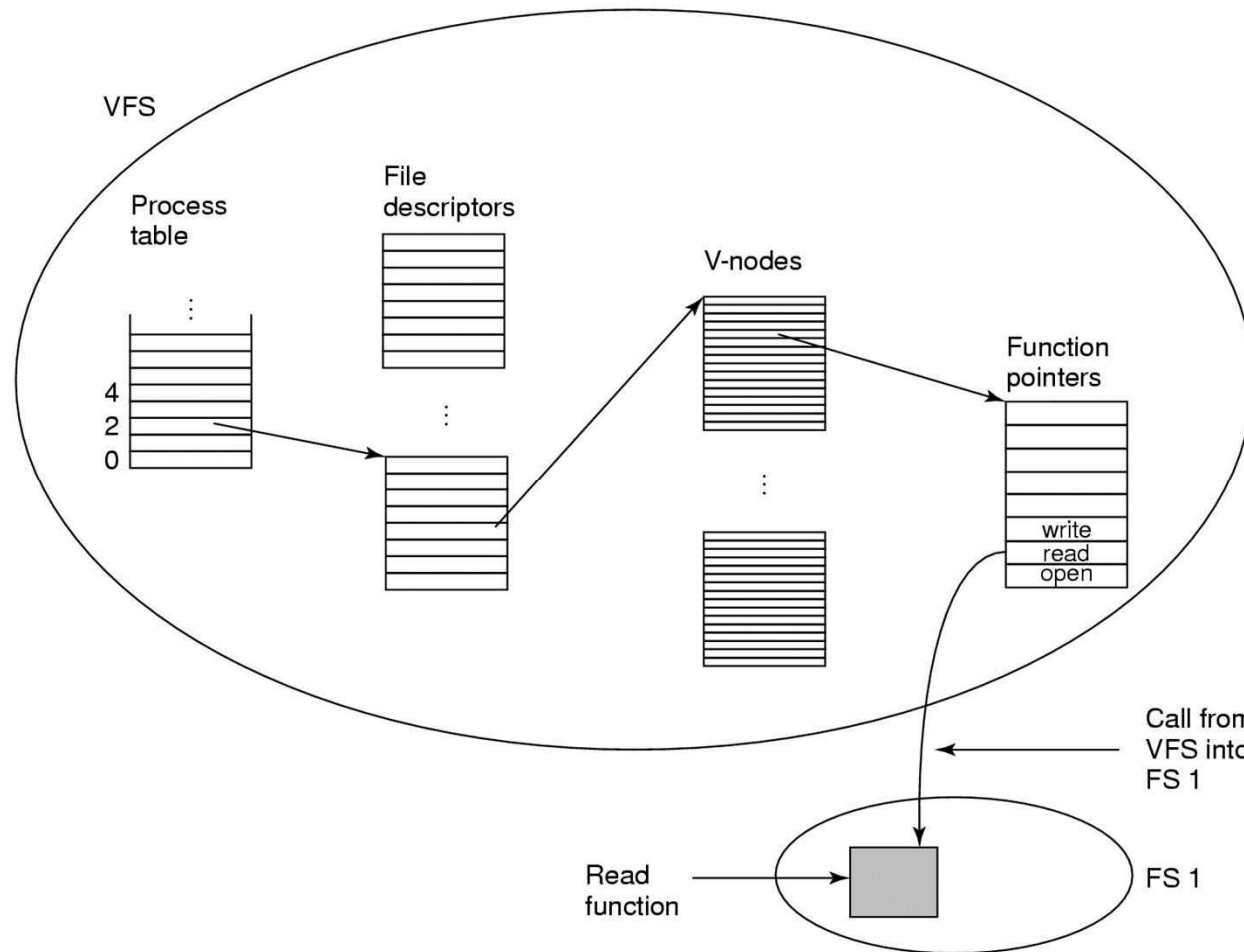 VFS
Process
table
File
descriptors
V-nodes
Function
pointers
4
2
0
write
read
open
Call from
VFS into
FS 1
Read
function
FS 1